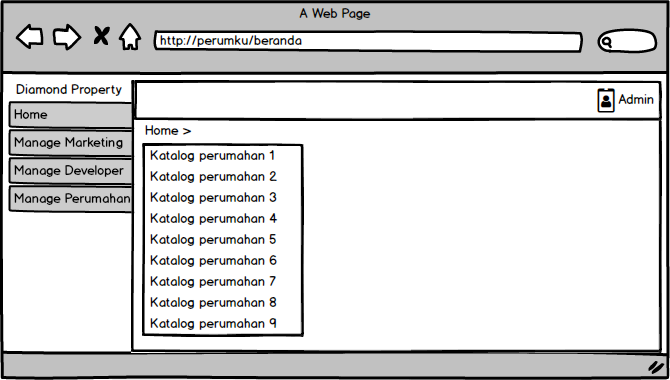 A Web Page
http://perumku/beranda
Diamond Property
Home
Manage Marketing
Manage Developer
Manage Perumahan
Admin
Home >
Katalog perumahan 1
Katalog perumahan 2
Katalog perumahan 3
Katalog perumahan 4
Katalog perumahan 5
Katalog perumahan 6
Katalog perumahan 7
Katalog perumahan 8
Katalog perumahan 9